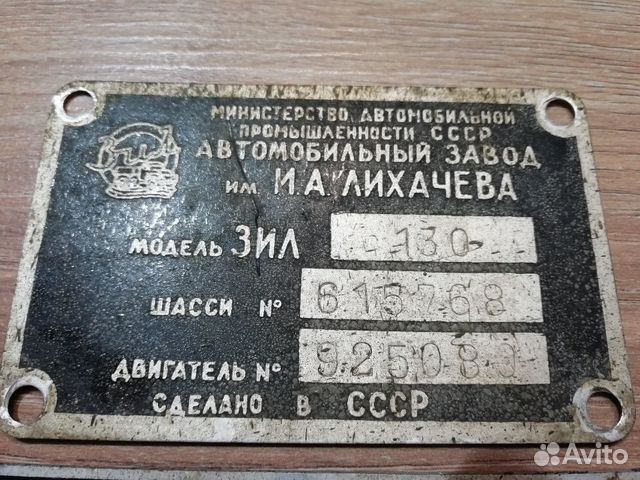 МИНИСТЕРСТВО АВТОМОБИЛЬНОЙ
ПРОМЫШЛЕННОСТИ СССР
АВТОМОБИЛЬНЫЙ ЗАВОД
им. И.А. ЛИХАЧЕВА
ЗИЛ
МОДЕЛЬ ЗИЛ 130
ШАССИ № 615768
ДВИГАТЕЛЬ №
СДЕЛАНО В СССР
Avito